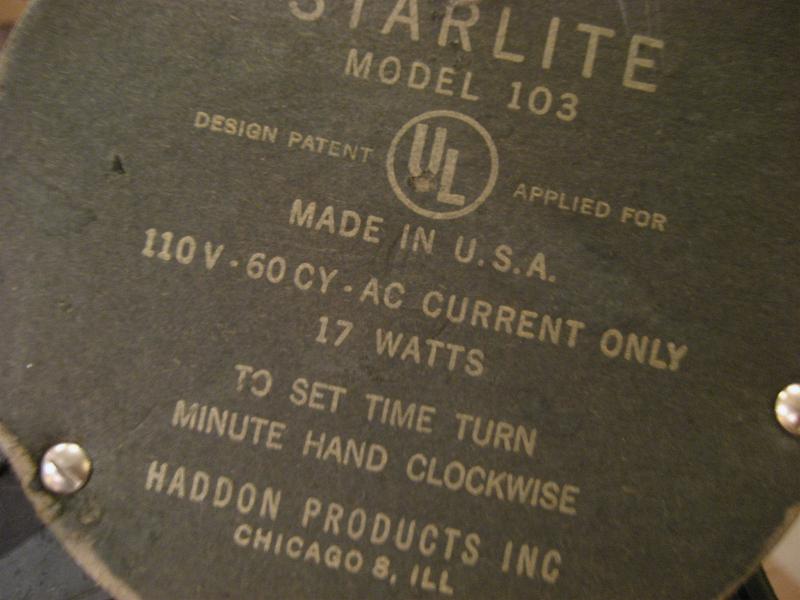 STARLITE
MODEL 103
DESIGN PATENT UL APPLIED FOR
MADE IN U.S.A.
110 V - 60 CY - AC CURRENT ONLY
17 WATTS
TO SET TIME TURN
MINUTE HAND CLOCKWISE
HADDON PRODUCTS INC
CHICAGO 8, ILL